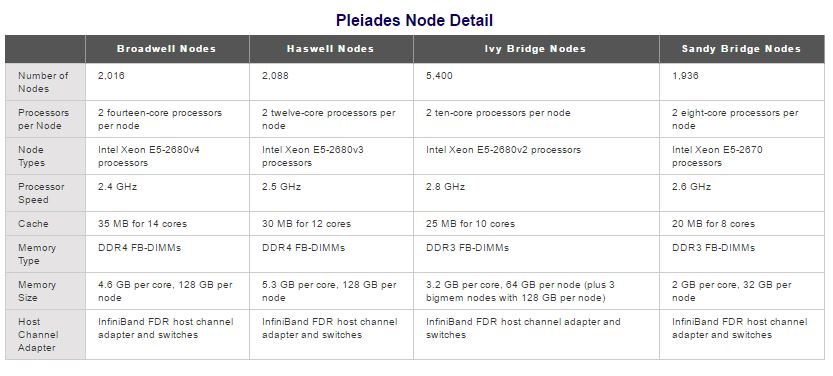 Pleiades Node Detail
Broadwell Nodes Haswell Nodes Ivy Bridge Nodes Sandy Bridge Nodes
Number of 2,016 2,088 5,400 1,936
Nodes
Processors 2 fourteen-core processors 2 twelve-core processors per 2 ten-core processors per node 2 eight-core processors per
per Node per node node node
Node Intel Xeon E5-2680v4 Intel Xeon E5-2680v3 Intel Xeon E5-2680v2 processors Intel Xeon E5-2670
Types processors processors processors
Processor 2.4 GHz 2.5 GHz 2.8 GHz 2.6 GHz
Speed
Cache 35 MB for 14 cores 30 MB for 12 cores 25 MB for 10 cores 20 MB for 8 cores
Memory DDR4 FB-DIMMs DDR4 FB-DIMMs DDR3 FB-DIMMs DDR3 FB-DIMMs
Type
Memory 4.6 GB per core, 128 GB per 5.3 GB per core, 128 GB per 3.2 GB per core, 64 GB per node (plus 3 2 GB per core, 32 GB per
Size node node bigmem nodes with 128 GB per node) node
Host InfiniBand FDR host channel InfiniBand FDR host channel InfiniBand FDR host channel adapter and InfiniBand FDR host channel
Channel adapter and switches adapter and switches switches adapter and switches
Adapter